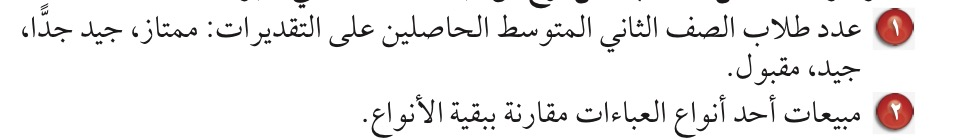 ١ عدد طلاب الصف الثاني المتوسط الحاصلين على التقديرات: ممتاز، جيد جدًّا،
جيد، مقبول.
٢ مبيعات أحد أنواع العباءات مقارنة ببقية الأنواع.